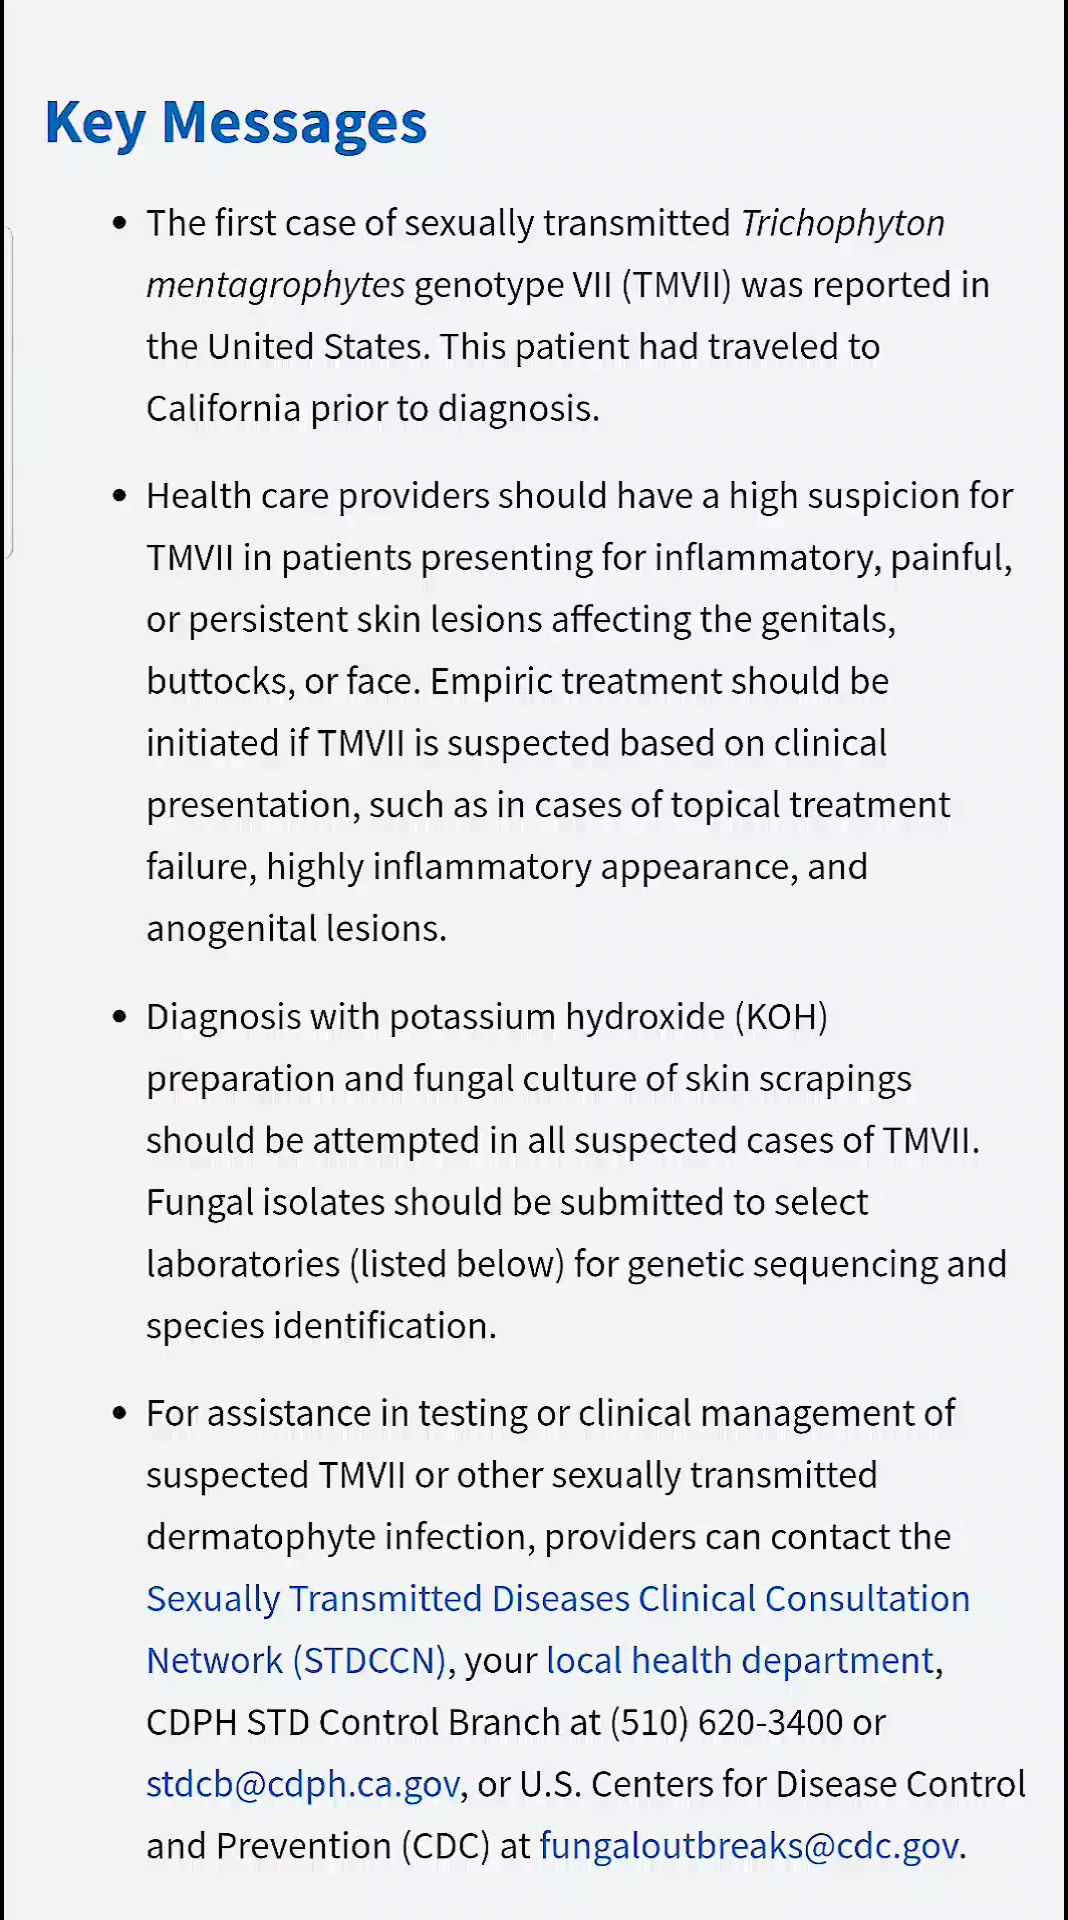 Key Messages
• The first case of sexually transmitted Trichophyton
mentagrophytes genotype VII (TMVII) was reported in
the United States. This patient had traveled to
California prior to diagnosis.
• Health care providers should have a high suspicion for
TMVII in patients presenting for inflammatory, painful,
or persistent skin lesions affecting the genitals,
buttocks, or face. Empiric treatment should be
initiated if TMVII is suspected based on clinical
presentation, such as in cases of topical treatment
failure, highly inflammatory appearance, and
anogenital lesions.
• Diagnosis with potassium hydroxide (KOH)
preparation and fungal culture of skin scrapings
should be attempted in all suspected cases of TMVII.
Fungal isolates should be submitted to select
laboratories (listed below) for genetic sequencing and
species identification.
• For assistance in testing or clinical management of
suspected TMVII or other sexually transmitted
dermatophyte infection, providers can contact the
Sexually Transmitted Diseases Clinical Consultation
Network (STDCCN), your local health department,
CDPH STD Control Branch at (510) 620-3400 or
stdcb@cdph.ca.gov, or U.S. Centers for Disease Control
and Prevention (CDC) at fungaloutbreaks@cdc.gov.